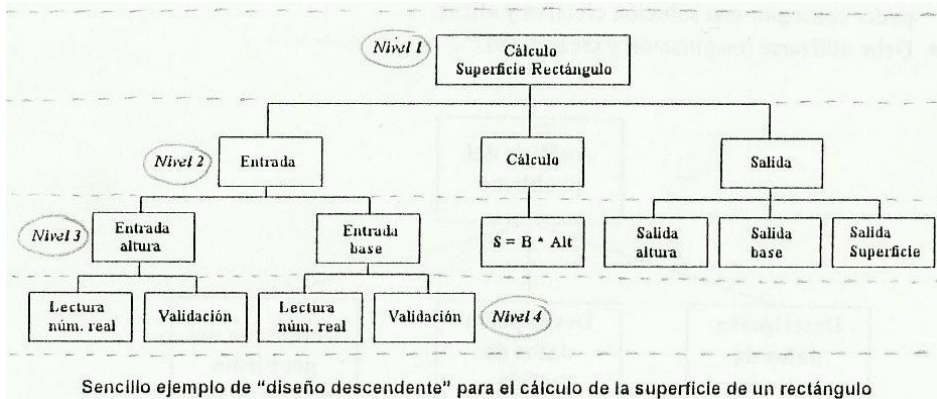 Nivel 1
Cálculo
Superficie Rectángulo
Nivel 2
Entrada
Cálculo
Salida
Nivel 3
Entrada
altura
Entrada
base
S = B * Alt
Salida
altura
Salida
base
Salida
Superficie
Lectura
núm. real
Validación
Lectura
núm. real
Validación
Nivel 4
Sencillo ejemplo de “diseño descendente” para el cálculo de la superficie de un rectángulo